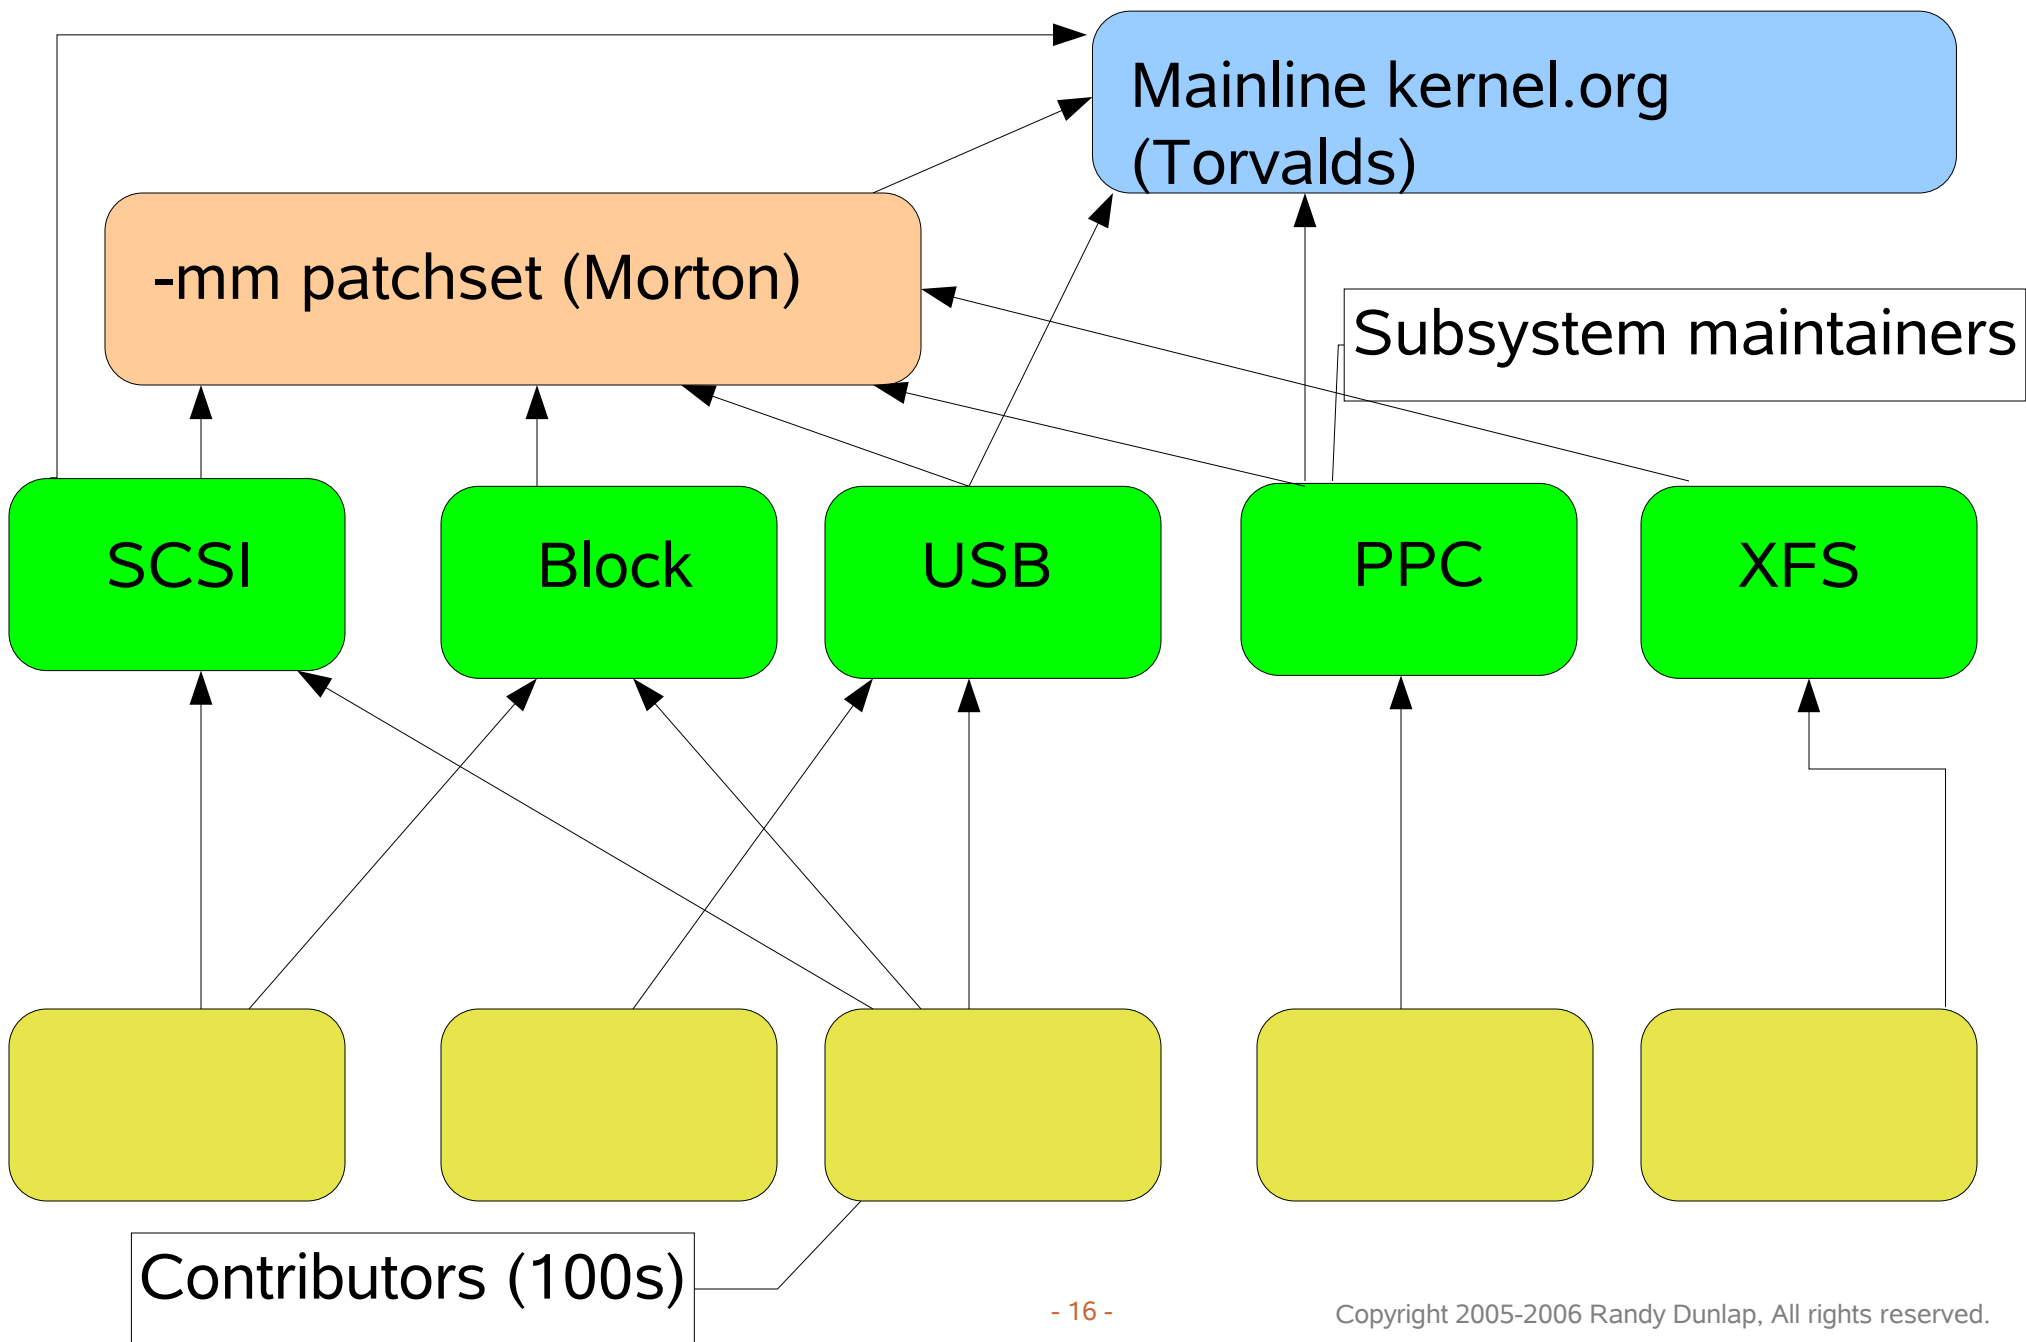 Mainline kernel.org
(Torvalds)
-mm patchset (Morton)
Subsystem maintainers
SCSI
Block
USB
PPC
XFS
Contributors (100s)
- 16 -
Copyright 2005-2006 Randy Dunlap, All rights reserved.